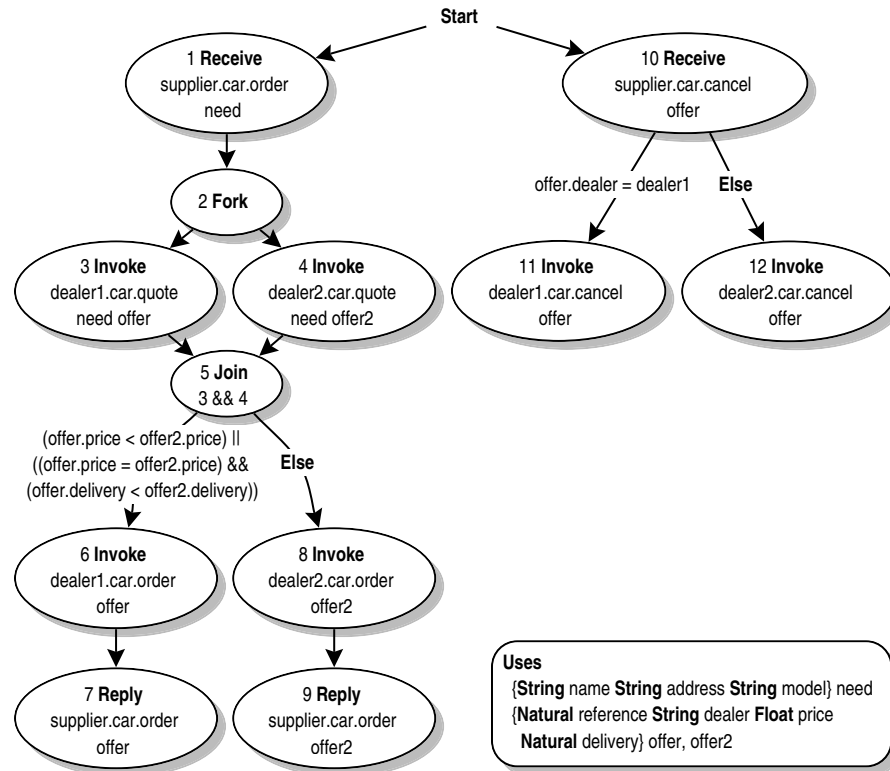 Start
1 Receive
supplier.car.order
need
10 Receive
supplier.car.cancel
offer
2 Fork
offer.dealer = dealer1
Else
3 Invoke
dealer1.car.quote
need offer
4 Invoke
dealer2.car.quote
need offer2
11 Invoke
dealer1.car.cancel
offer
12 Invoke
dealer2.car.cancel
offer
5 Join
3 && 4
(offer.price < offer2.price) ||
((offer.price = offer2.price) &&
(offer.delivery < offer2.delivery))
Else
6 Invoke
dealer1.car.order
offer
8 Invoke
dealer2.car.order
offer2
7 Reply
supplier.car.order
offer
9 Reply
supplier.car.order
offer2
Uses
{String name String address String model} need
{Natural reference String dealer Float price
Natural delivery} offer, offer2